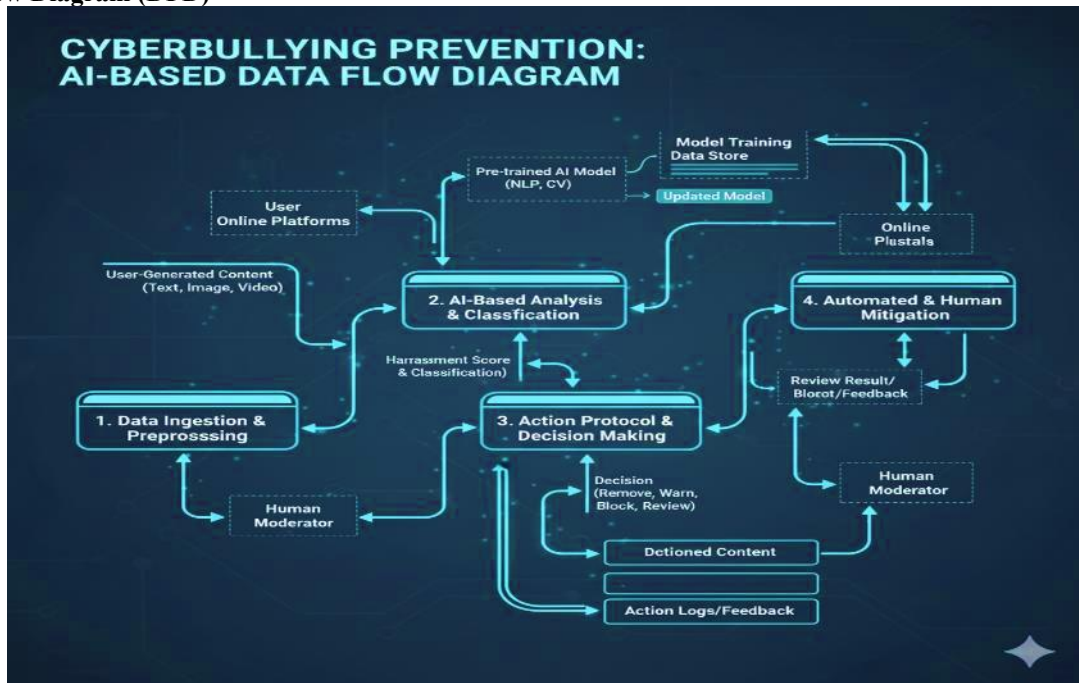 CYBERBULLYING PREVENTION:
AI-BASED DATA FLOW DIAGRAM
Model Training
Data Store
Pre-trained AI Model
(NLP, CV)
Updated Model
User
Online Platforms
Online
Plustals
User-Generated Content
(Text, Image, Video)
2. AI-Based Analysis
& Classfication
4. Automated & Human
Mitigation
Harrassment Score
& Classification)
Review Result/
Blorot/Feedback
1. Data Ingestion &
Preprosssing
3. Action Protocol &
Decision Making
Decision
(Remove, Warn,
Block, Review)
Human
Moderator
Human
Moderator
Dctioned Content
Action Logs/Feedback